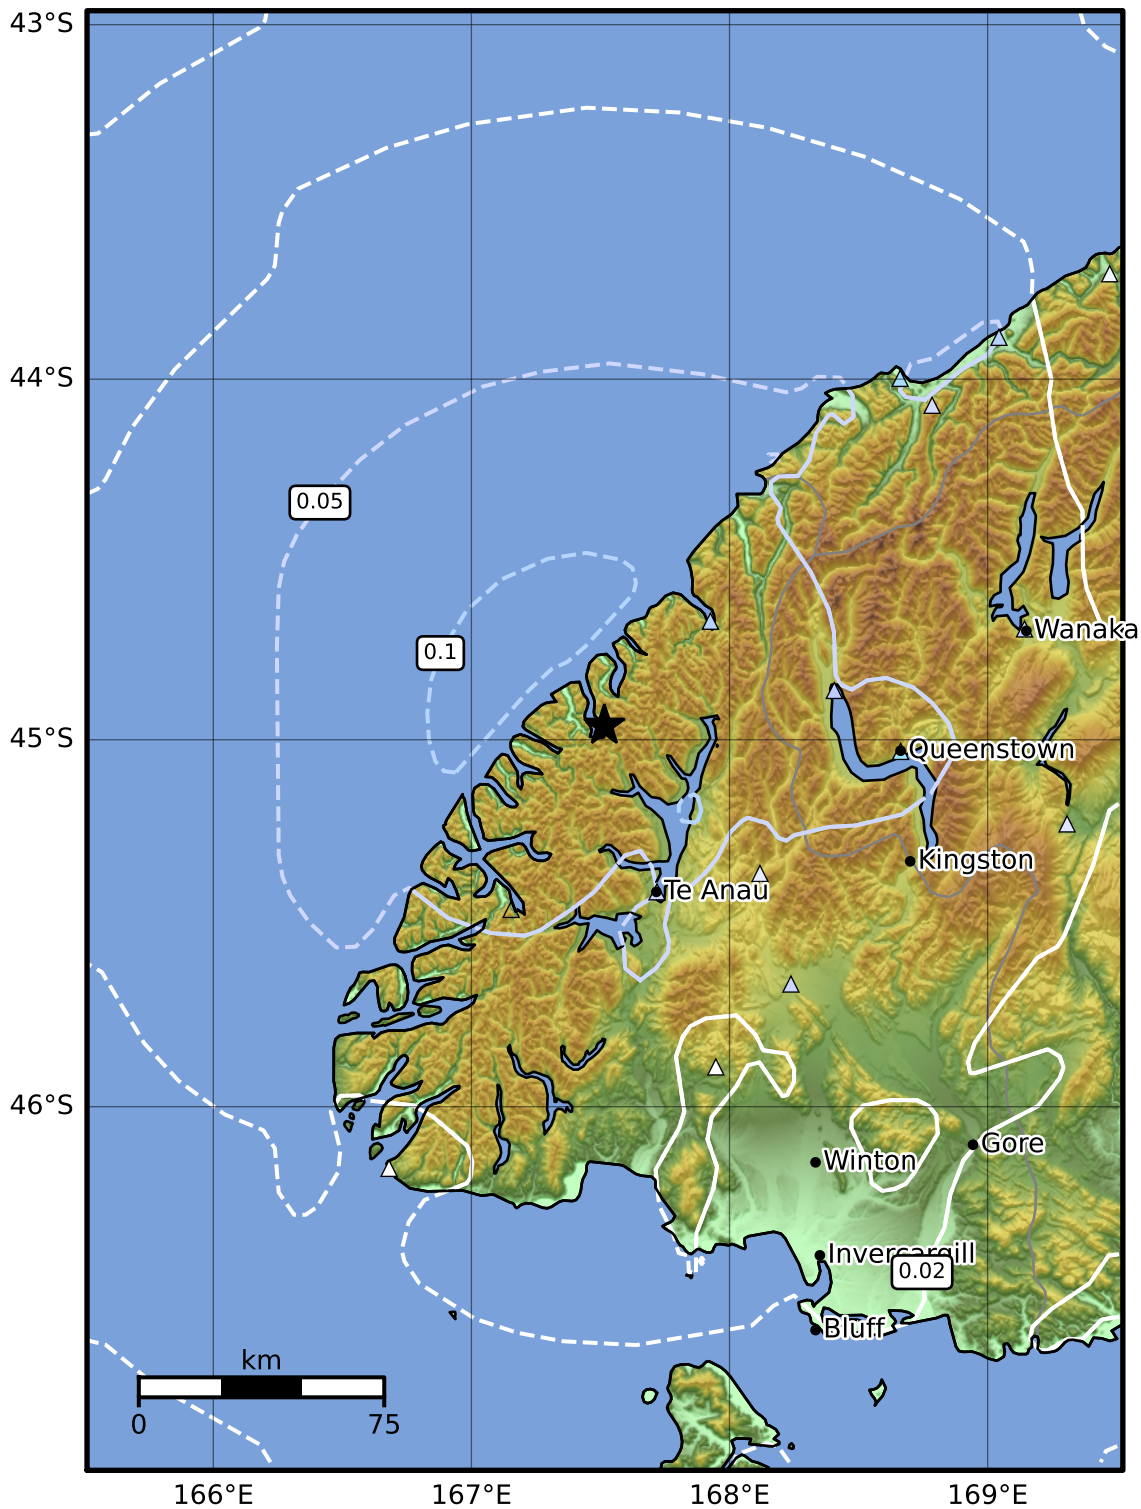 43°S
44°S
0.05
Wanaka
0.1
45°S
Queenstown
Kingston
Te Anau
46°S
Gore
Winton
Invercargill
0.02
Bluff
km
0 75
166°E 167°E 168°E 169°E